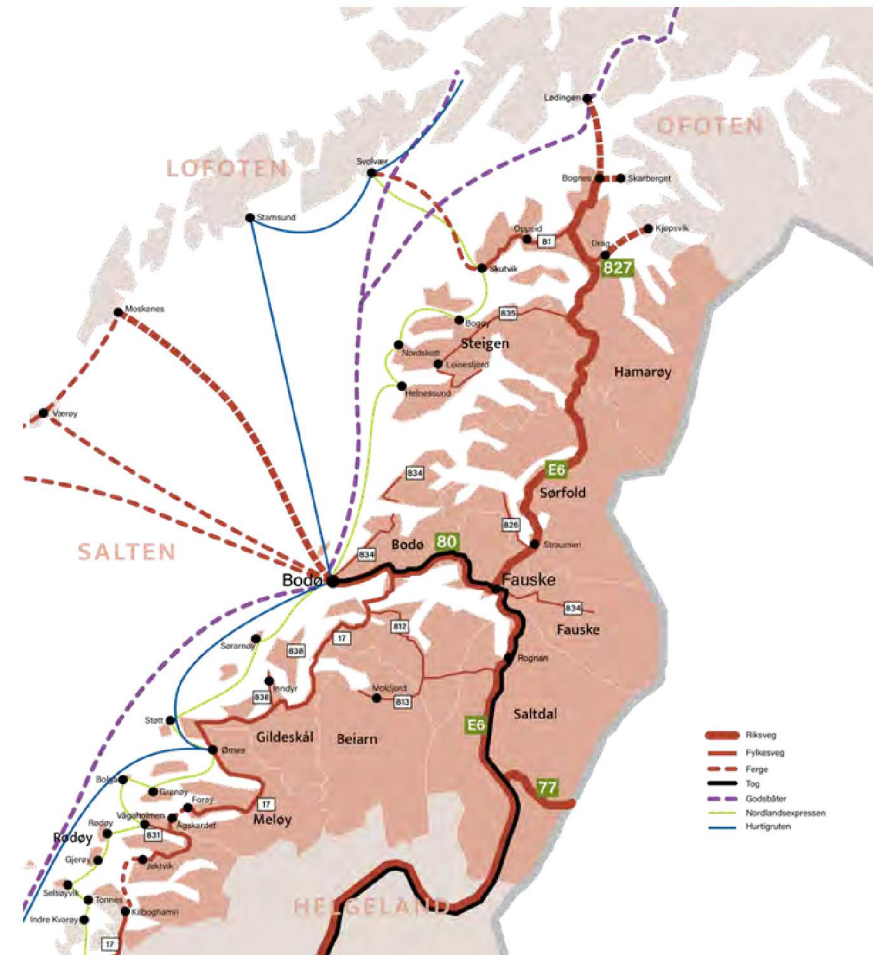 Lødingen
OFOTEN
LOFOTEN
Svolvær
Bognes
Skarberget
Stamsund
Oppeid
81
Kjøpsvik
Drag
827
Skutvik
Moskenes
Bogøy
835
Steigen
Nordskott
Leinesfjord
Hamarøy
Helnessund
Værøy
834
E6
Sørfold
826
SALTEN
Bodø
80
834
Straumen
Bodø
Fauske
834
Fauske
812
17
838
Sørarnøy
Rognan
Inndyr
838
Moldjord
813
Saltdal
Støtt
E6
Gildeskål
Beiarn
Ørnes
Riksveg
Fylkesveg
Ferge
Tog
Godsbåter
Nordlandsexpressen
Hurtigruten
Bolga
Grønøy
77
Forøy
17
Vågaholmen
Ågskardet
Meløy
Rødøy
Rødøy
831
Gjerøy
Jektvik
Selsøyvik
Tonnes
HELGELAND
Indre Kvarøy
Kilboghamn
17